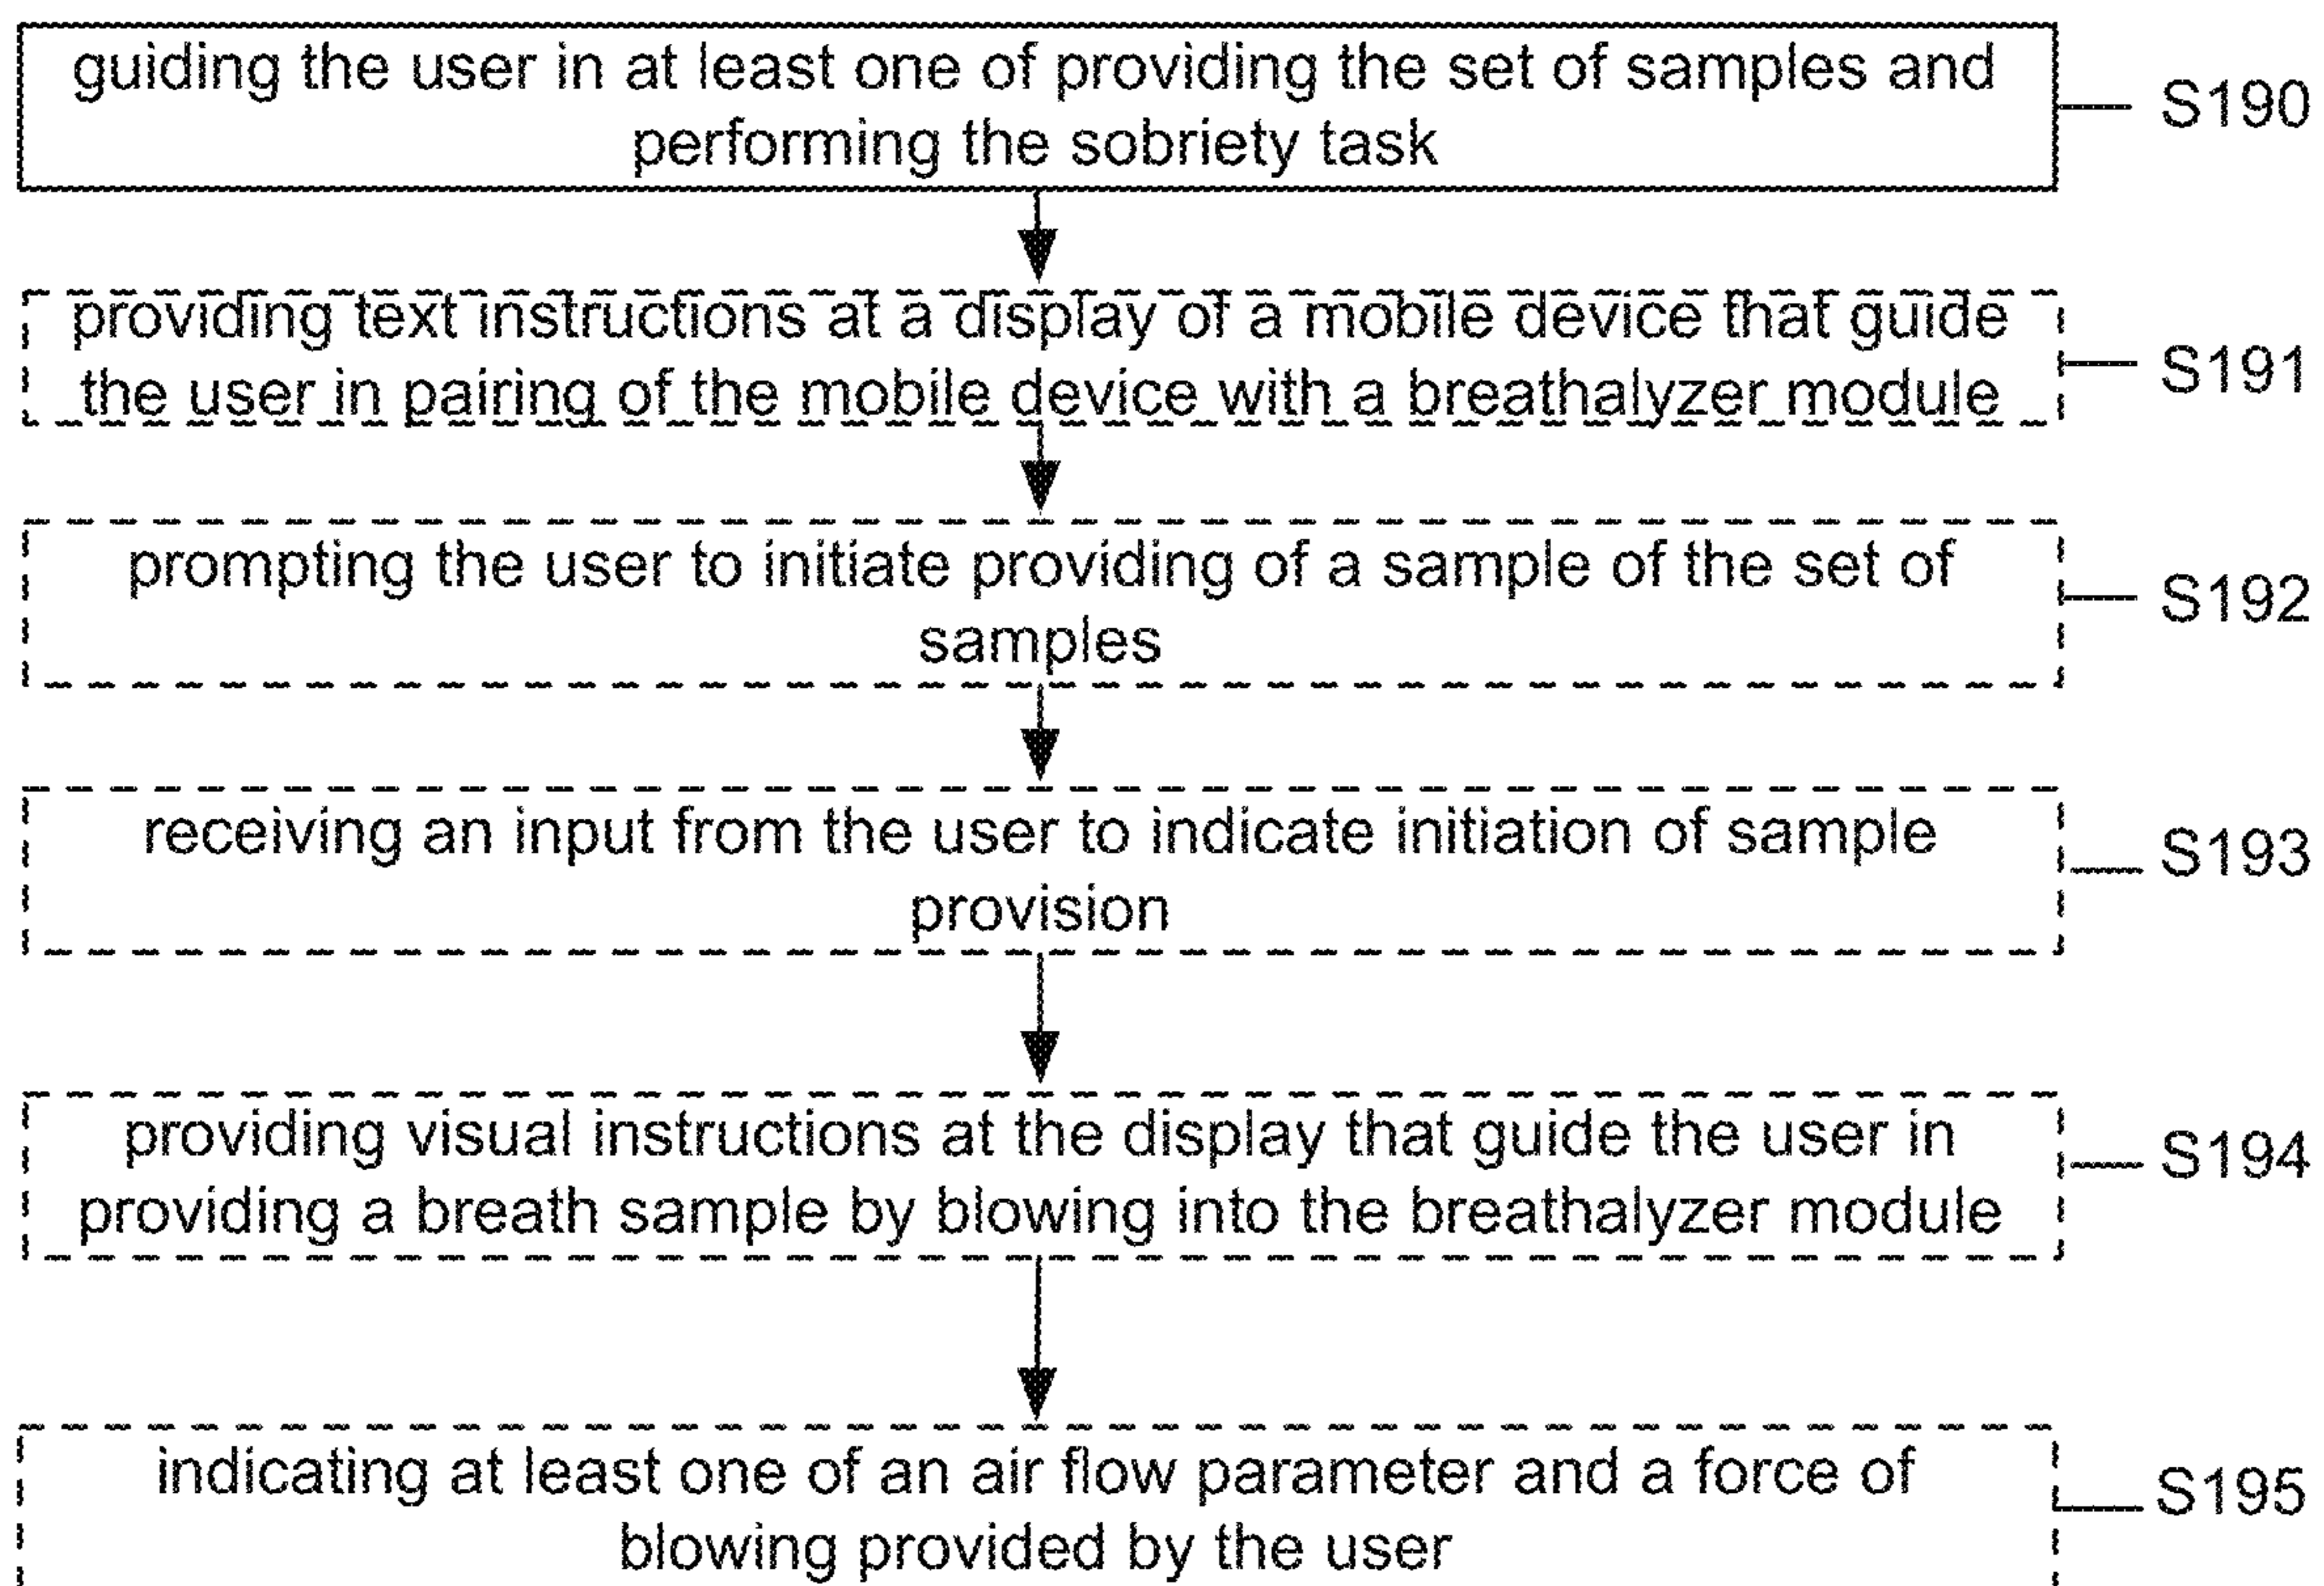 guiding the user in at least one of providing the set of samples and
performing the sobriety task
S190
providing text instructions at a display of a mobile device that guide
the user in pairing of the mobile device with a breathalyzer module
S191
prompting the user to initiate providing of a sample of the set of
samples
S192
receiving an input from the user to indicate initiation of sample
provision
S193
providing visual instructions at the display that guide the user in
providing a breath sample by blowing into the breathalyzer module
S194
indicating at least one of an air flow parameter and a force of
blowing provided by the user
S195